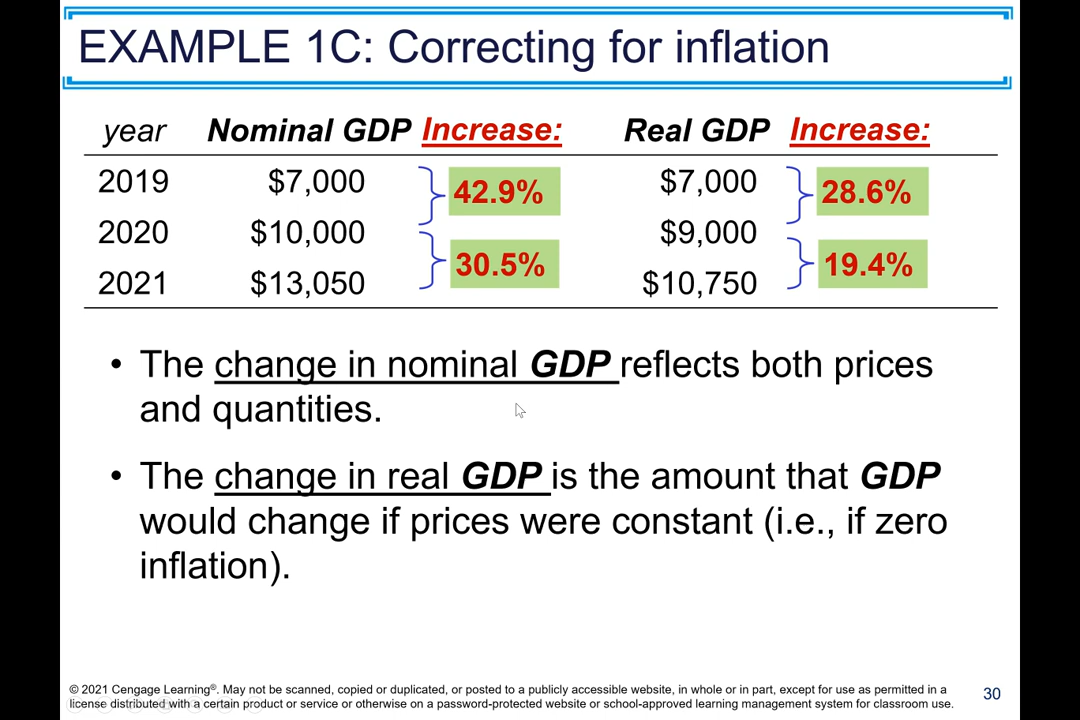 EXAMPLE 1C: Correcting for inflation
year Nominal GDP Increase: Real GDP Increase:
2019 $7,000 $7,000
42.9% 28.6%
2020 $10,000 $9,000
30.5% 19.4%
2021 $13,050 $10,750
• The change in nominal GDP reflects both prices
and quantities.
• The change in real GDP is the amount that GDP
would change if prices were constant (i.e., if zero
inflation).
© 2021 Cengage Learning®. May not be scanned, copied or duplicated, or posted to a publicly accessible website, in whole or in part, except for use as permitted in a
license distributed with a certain product or service or otherwise on a password-protected website or school-approved learning management system for classroom use.
30